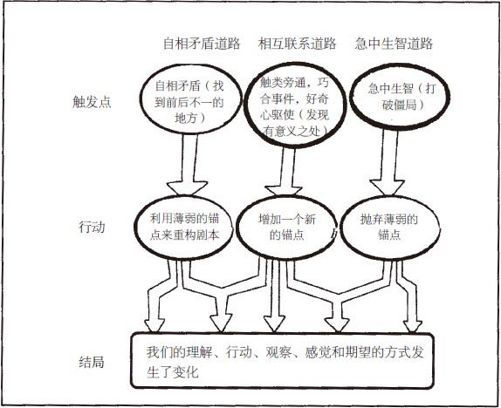 自相矛盾道路 相互联系道路 急中生智道路
触发点
自相矛盾（找
到前后不一的
地方）
触类旁通，巧
合事件，好奇
心驱使（发现
有意义之处）
急中生智（打
破僵局）
行动
利用薄弱的锚
点来重构剧本
增加一个新
的锚点
抛弃薄弱的
锚点
结局
我们的理解、行动、观察、感觉和期望的方式发
生了变化